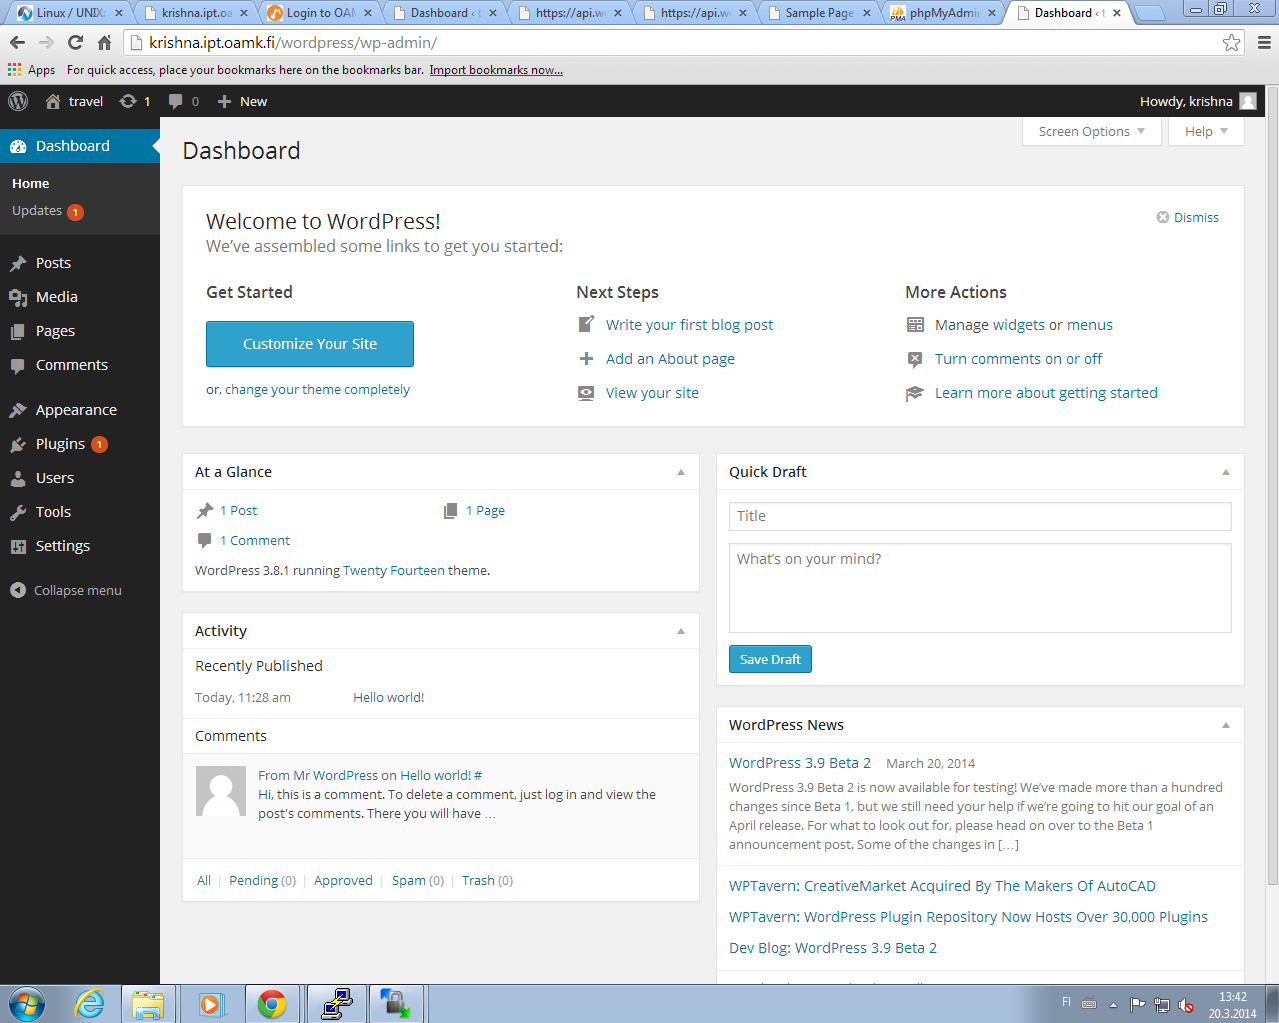 Linux / UNIX:
krishna.ipt.oa
Login to OAM
Dashboard ‹ t
https://api.w
https://api.w
Sample Page
phpMyAdmin
Dashboard ‹ t
krishna.ipt.oamk.fi/wordpress/wp-admin/
Apps For quick access, place your bookmarks here on the bookmarks bar. Import bookmarks now...
travel 1 0 New Howdy, krishna
Screen Options Help
Dashboard
Home
Updates 1
Posts
Media
Pages
Comments
Appearance
Plugins 1
Users
Tools
Settings
Collapse menu
Dashboard
Welcome to WordPress!
Dismiss
We've assembled some links to get you started:
Get Started
Customize Your Site
or, change your theme completely
Next Steps
Write your first blog post
Add an About page
View your site
More Actions
Manage widgets or menus
Turn comments on or off
Learn more about getting started
At a Glance
1 Post 1 Page
1 Comment
WordPress 3.8.1 running Twenty Fourteen theme.
Activity
Recently Published
Today, 11:28 am Hello world!
Comments
From Mr WordPress on Hello world! #
Hi, this is a comment. To delete a comment, just log in and view the
post's comments. There you will have …
All | Pending (0) | Approved | Spam (0) | Trash (0)
Quick Draft
Title
What's on your mind?
Save Draft
WordPress News
WordPress 3.9 Beta 2 March 20, 2014
WordPress 3.9 Beta 2 is now available for testing! We've made more than a hundred
changes since Beta 1, but we still need your help if we're going to hit our goal of an
April release. For what to look out for, please head on over to the Beta 1
announcement post. Some of the changes in […]
WPTavern: CreativeMarket Acquired By The Makers Of AutoCAD
WPTavern: WordPress Plugin Repository Now Hosts Over 30,000 Plugins
Dev Blog: WordPress 3.9 Beta 2
FI
13:42
20.3.2014